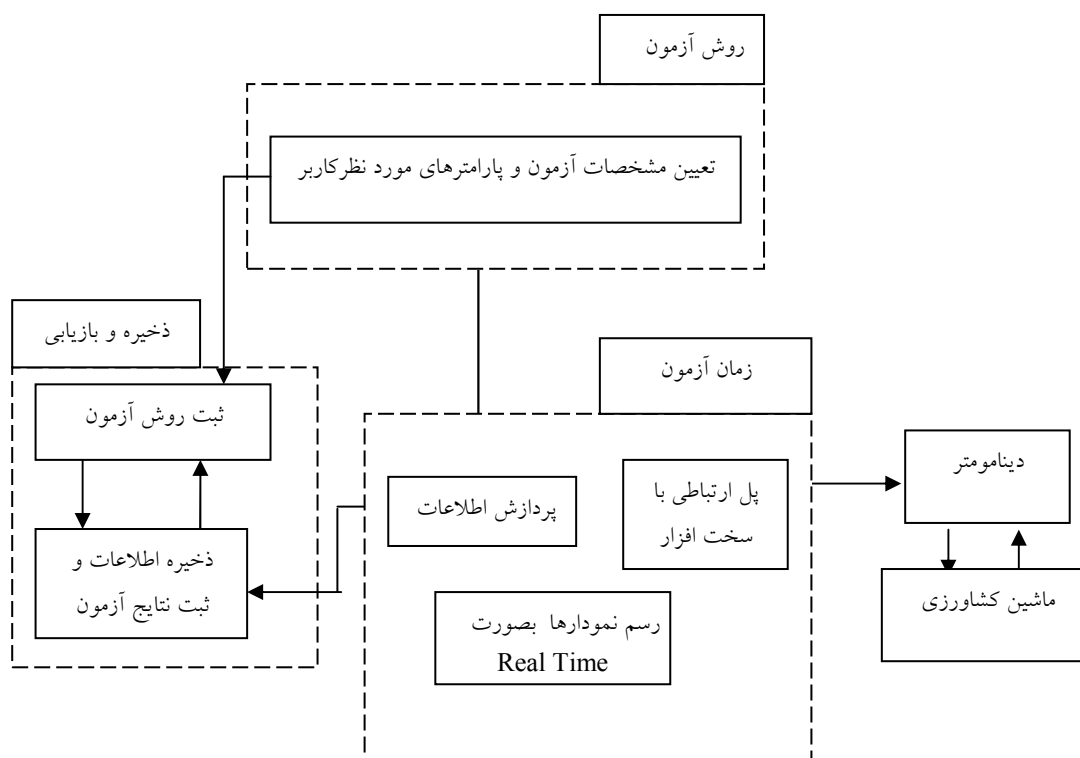 روش آزمون
تعیین مشخصات آزمون و پارامترهای مورد نظرکاربر
ذخیره و بازیابی
زمان آزمون
ثبت روش آزمون
دینامومتر
پل ارتباطی با
سخت افزار
پردازش اطلاعات
ذخیره اطلاعات و
ثبت نتایج آزمون
ماشین کشاورزی
رسم نمودارها بصورت
Real Time